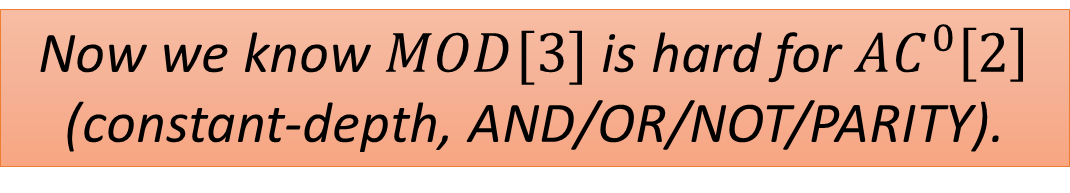 Now we know MOD[3] is hard for AC⁰[2]
(constant-depth, AND/OR/NOT/PARITY).